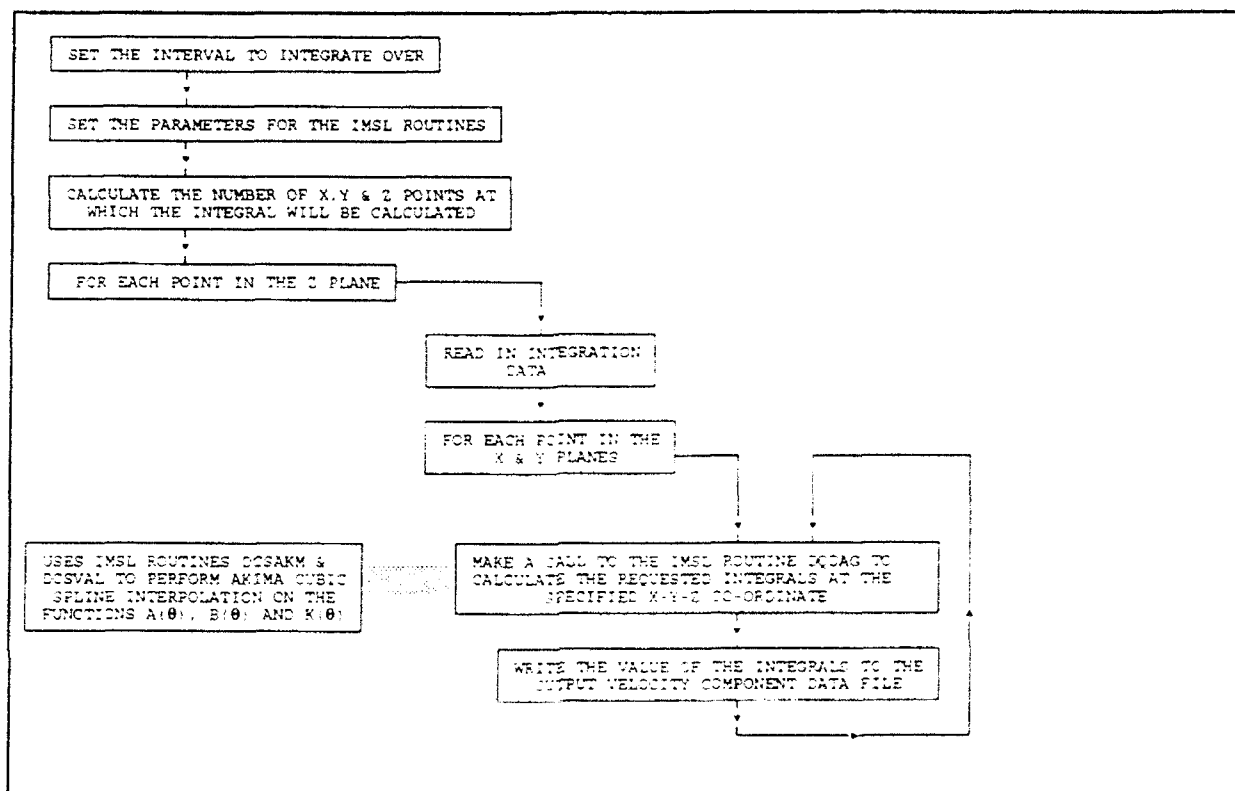 SET THE INTERVAL TO INTEGRATE OVER
SET THE PARAMETERS FOR THE IMSL ROUTINES
CALCULATE THE NUMBER OF X,Y & Z POINTS AT
WHICH THE INTEGRAL WILL BE CALCULATED
FOR EACH POINT IN THE Z PLANE
READ IN INTEGRATION
DATA
FOR EACH POINT IN THE
X & Y PLANES
USES IMSL ROUTINES DCSAKM &
DCSVAL TO PERFORM AKIMA CUBIC
SPLINE INTERPOLATION ON THE
FUNCTIONS A(θ), B(θ) AND K(θ)
MAKE A CALL TO THE IMSL ROUTINE DQDAG TO
CALCULATE THE REQUESTED INTEGRALS AT THE
SPECIFIED X-Y-Z CO-ORDINATE
WRITE THE VALUE OF THE INTEGRALS TO THE
OUTPUT VELOCITY COMPONENT DATA FILE